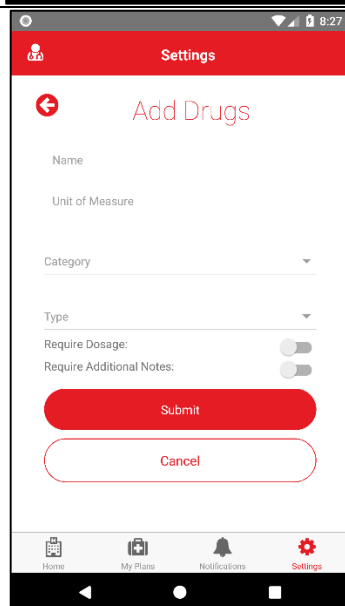 8:27
Settings
Add Drugs
Name
Unit of Measure
Category
Type
Require Dosage:
Require Additional Notes:
Submit
Cancel
Home My Plans Notifications Settings